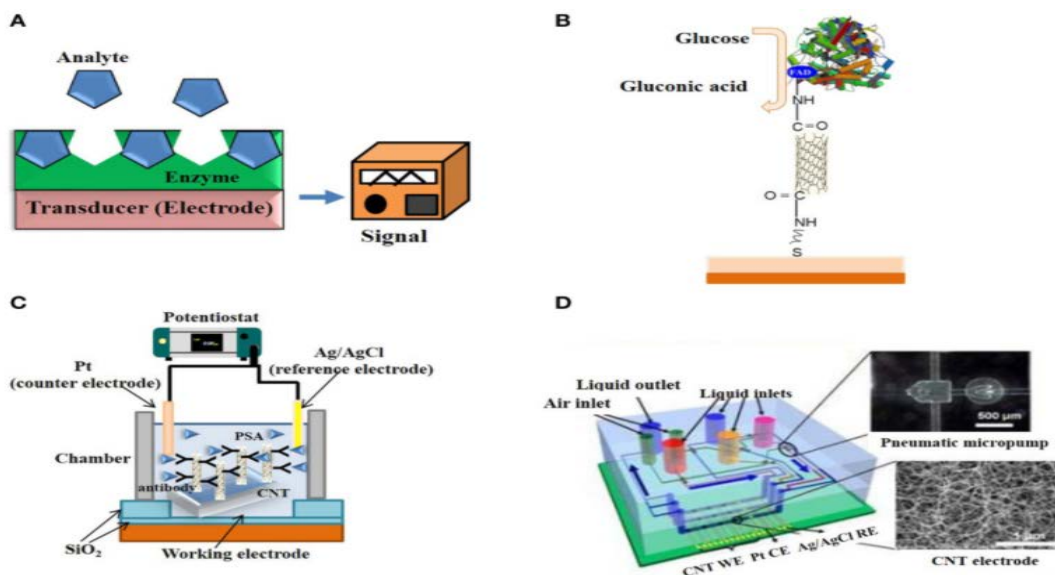 A
Analyte
Enzyme
Transducer (Electrode)
Signal
B
Glucose
Gluconic acid
FAD
NH
C=O
O=C
NH
S
C
Potentiostat
Pt
(counter electrode)
Ag/AgCl
(reference electrode)
PSA
Chamber
antibody
CNT
SiO2
Working electrode
D
Liquid outlet
Air inlet
Liquid inlets
500 µm
Pneumatic micropump
CNT WE Pt CE Ag/AgCl RE
CNT electrode